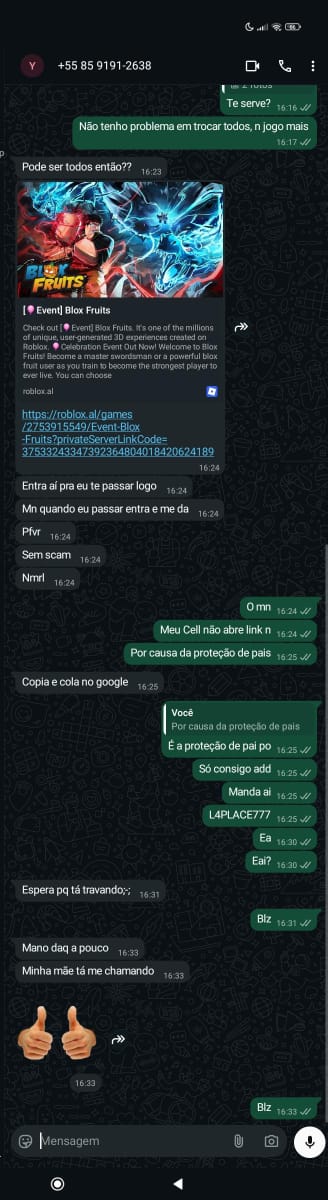 66
Y
+55 85 9191-2638
2 fotos
Te serve? 16:16
Não tenho problema em trocar todos, n jogo mais
16:17
Pode ser todos então?? 16:23
BLOX
FRUITS
[🎈Event] Blox Fruits
Check out [🎈Event] Blox Fruits. It's one of the millions
of unique, user-generated 3D experiences created on
Roblox. 🎈Celebration Event Out Now! Welcome to Blox
Fruits! Become a master swordsman or a powerful blox
fruit user as you train to become the strongest player to
ever live. You can choose
roblox.al
https://roblox.al/games
/2753915549/Event-Blox
-Fruits?privateServerLinkCode=
37533243347392364804018420624189
16:24
Entra aí pra eu te passar logo 16:24
Mn quando eu passar entra e me da 16:24
Pfvr 16:24
Sem scam 16:24
Nmrl 16:24
O mn 16:24
Meu Cell não abre link n 16:24
Por causa da proteção de pais 16:25
Copia e cola no google 16:25
Você
Por causa da proteção de pais
É a proteção de pai po 16:25
Só consigo add 16:25
Manda ai 16:25
L4PLACE777 16:25
Ea 16:30
Eai? 16:30
Espera pq tá travando;-; 16:31
Blz 16:31
Mano daq a pouco 16:33
Minha mãe tá me chamando 16:33
16:33
Blz 16:33
Mensagem